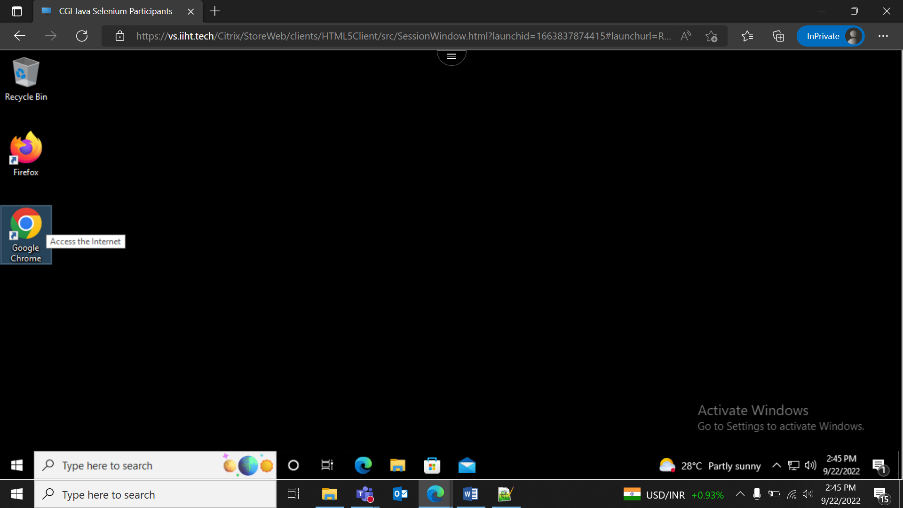 CGI Java Selenium Participants
https://vs.iiht.tech/Citrix/StoreWeb/clients/HTML5Client/src/SessionWindow.html?launchid=1663837874415#launchurl=R...
InPrivate
Recycle Bin
Firefox
Google
Chrome
Access the Internet
Activate Windows
Go to Settings to activate Windows.
Type here to search
28°C Partly sunny
2:45 PM
9/22/2022
1
Type here to search
USD/INR +0.93%
2:45 PM
9/22/2022
15